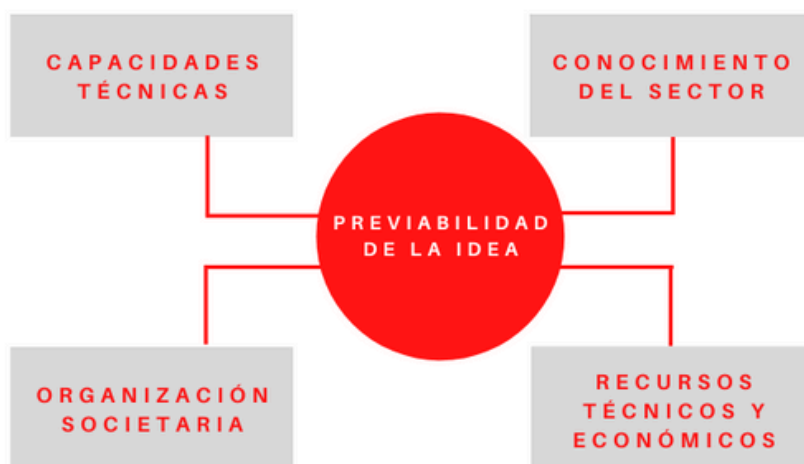 CAPACIDADES
TÉCNICAS
CONOCIMIENTO
DEL SECTOR
PREVIABILIDAD
DE LA IDEA
ORGANIZACIÓN
SOCIETARIA
RECURSOS
TÉCNICOS Y
ECONÓMICOS